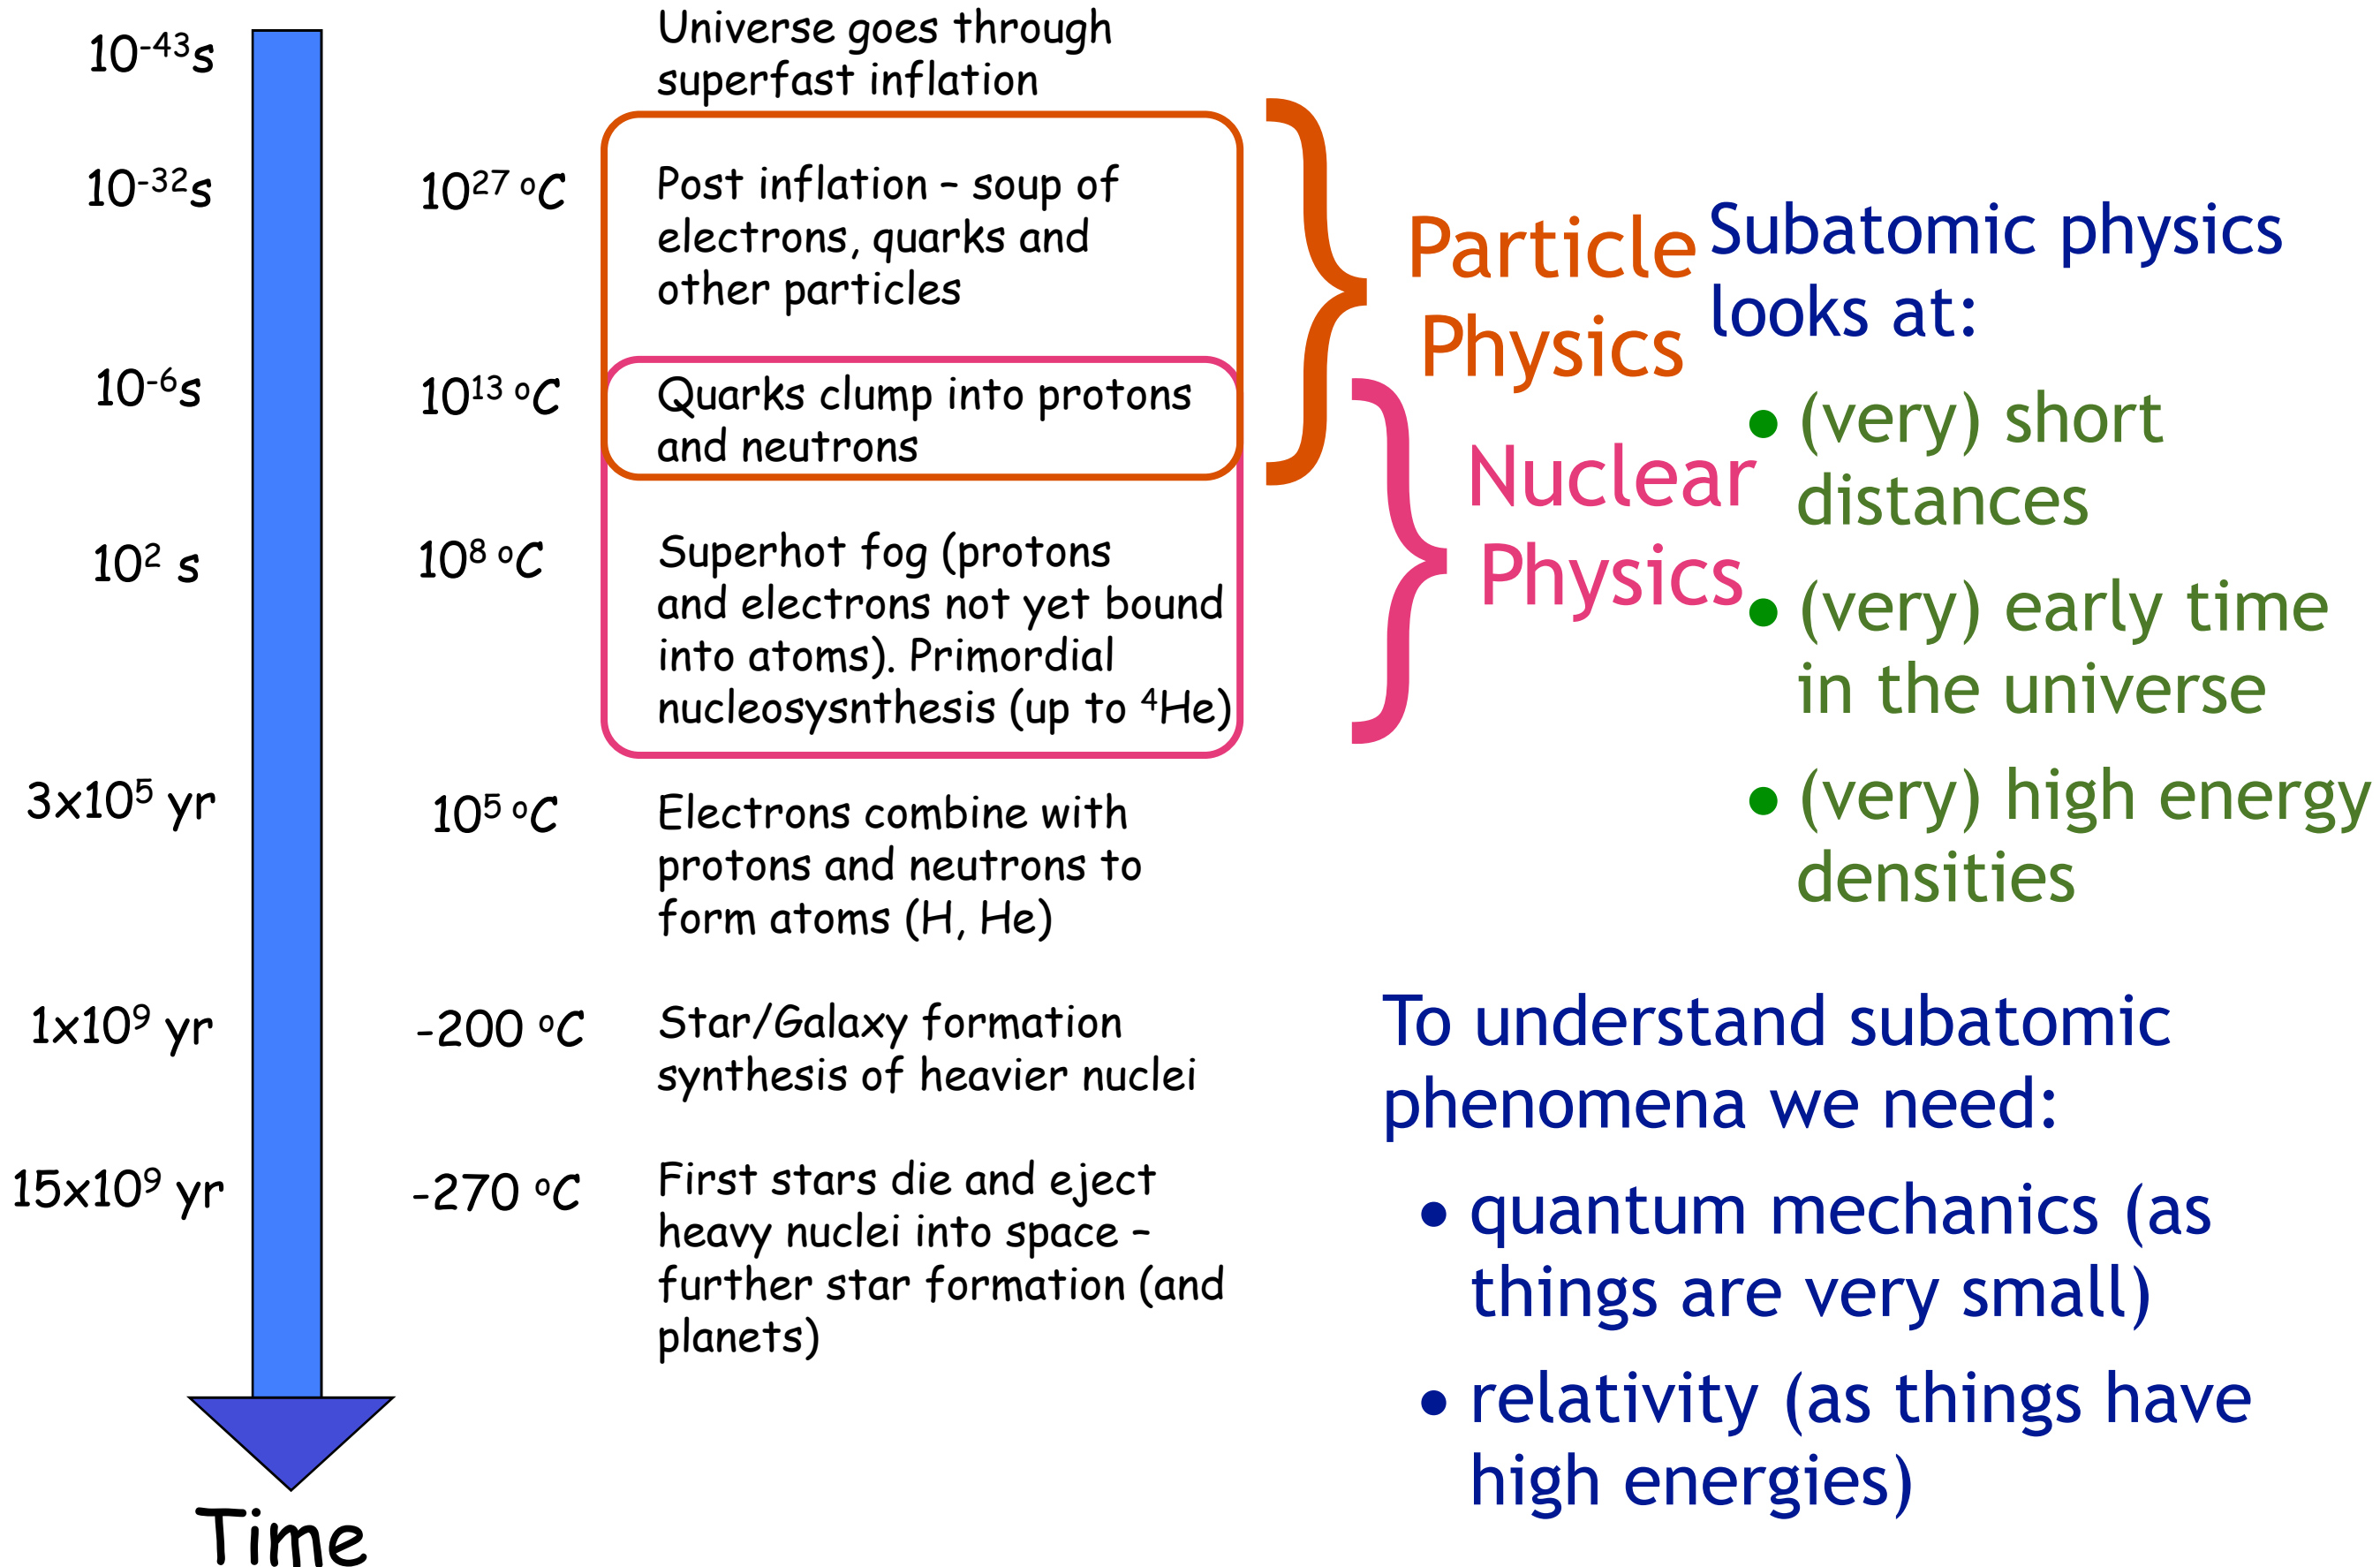 10⁻⁴³s
Universe goes through
superfast inflation
10⁻³²s
10²⁷ ºC
Post inflation – soup of
electrons, quarks and
other particles
10⁻⁶s
10¹³ ºC
Quarks clump into protons
and neutrons
10² s
10⁸ ºC
Superhot fog (protons
and electrons not yet bound
into atoms). Primordial
nucleosysnthesis (up to ⁴He)
3x10⁵ yr
10⁵ ºC
Electrons combine with
protons and neutrons to
form atoms (H, He)
1x10⁹ yr
-200 ºC
Star/Galaxy formation
synthesis of heavier nuclei
15x10⁹ yr
-270 ºC
First stars die and eject
heavy nuclei into space –
further star formation (and
planets)
Time
Particle
Physics
Nuclear
Physics
Subatomic physics
looks at:
• (very) short
distances
• (very) early time
in the universe
• (very) high energy
densities
To understand subatomic
phenomena we need:
• quantum mechanics (as
things are very small)
• relativity (as things have
high energies)